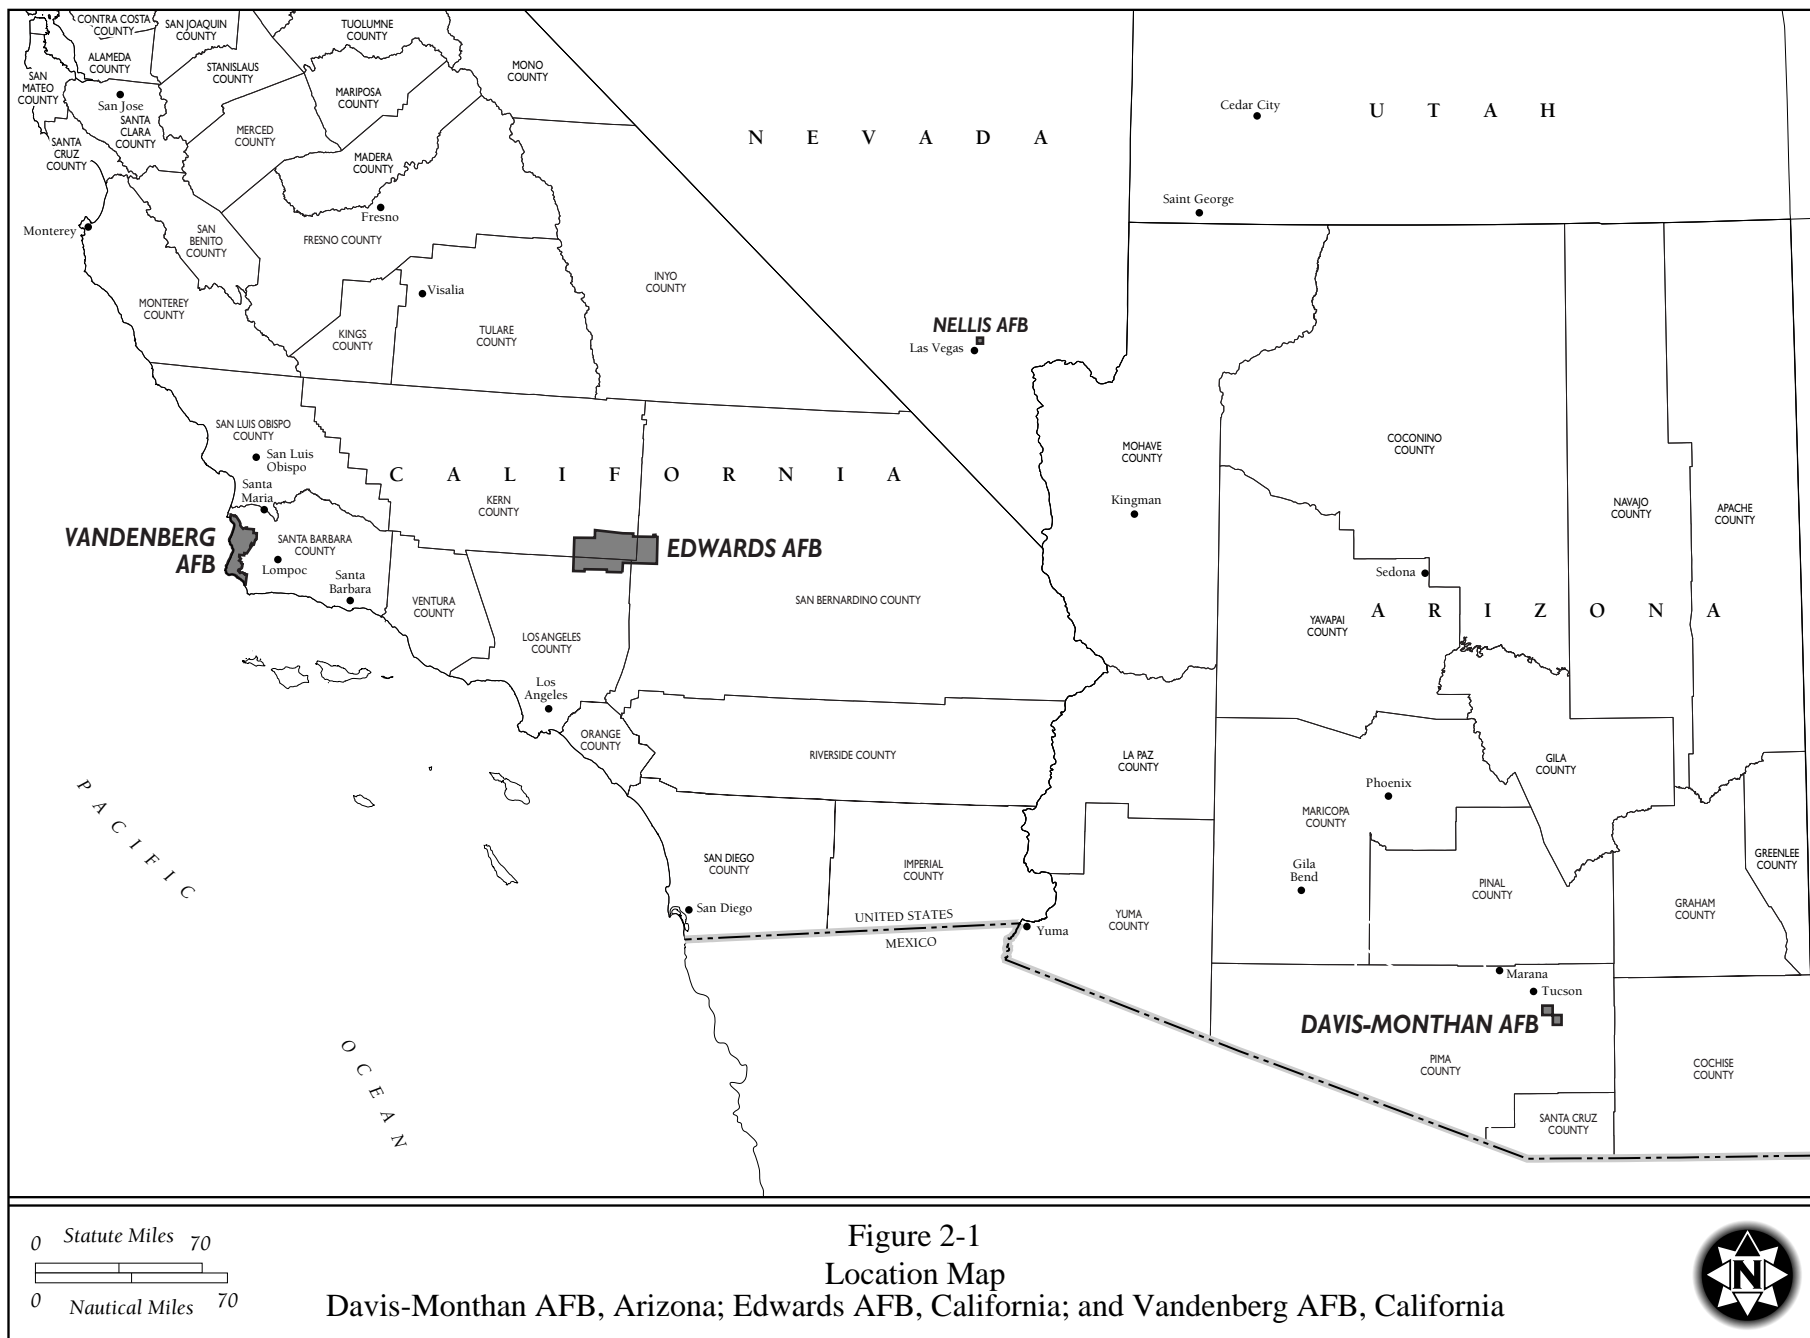 CONTRA COSTA
COUNTY
SAN JOAQUIN
COUNTY
TUOLUMNE
COUNTY
ALAMEDA
COUNTY
STANISLAUS
COUNTY
MONO
COUNTY
SAN
MATEO
COUNTY
San Jose
SANTA
CLARA
COUNTY
MARIPOSA
COUNTY
SANTA
CRUZ
COUNTY
MERCED
COUNTY
MADERA
COUNTY
NEVADA
Cedar City
UTAH
Saint George
Monterey
Fresno
SAN
BENITO
COUNTY
FRESNO COUNTY
INYO
COUNTY
MONTEREY
COUNTY
Visalia
KINGS
COUNTY
TULARE
COUNTY
NELLIS AFB
Las Vegas
SAN LUIS OBISPO
COUNTY
San Luis
Obispo
CALIFORNIA
MOHAVE
COUNTY
COCONINO
COUNTY
Santa
Maria
KERN
COUNTY
Kingman
NAVAJO
COUNTY
APACHE
COUNTY
VANDENBERG
AFB
SANTA BARBARA
COUNTY
Lompoc
Santa
Barbara
EDWARDS AFB
Sedona
VENTURA
COUNTY
SAN BERNARDINO COUNTY
ARIZONA
YAVAPAI
COUNTY
LOS ANGELES
COUNTY
Los
Angeles
ORANGE
COUNTY
RIVERSIDE COUNTY
LA PAZ
COUNTY
GILA
COUNTY
Phoenix
MARICOPA
COUNTY
PACIFIC
SAN DIEGO
COUNTY
IMPERIAL
COUNTY
Gila
Bend
PINAL
COUNTY
GREENLEE
COUNTY
San Diego
UNITED STATES
MEXICO
Yuma
YUMA
COUNTY
GRAHAM
COUNTY
Marana
Tucson
DAVIS-MONTHAN AFB
OCEAN
PIMA
COUNTY
COCHISE
COUNTY
SANTA CRUZ
COUNTY
0 Statute Miles 70
0 Nautical Miles 70
Figure 2-1
Location Map
Davis-Monthan AFB, Arizona; Edwards AFB, California; and Vandenberg AFB, California
N